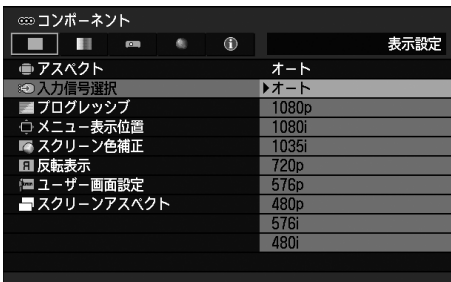 コンポーネント
表示設定
アスペクト オート
入力信号選択 オート
プログレッシブ 1080p
メニュー表示位置 1080i
スクリーン色補正 1035i
反転表示 720p
ユーザー画面設定 576p
スクリーンアスペクト 480p
576i
480i